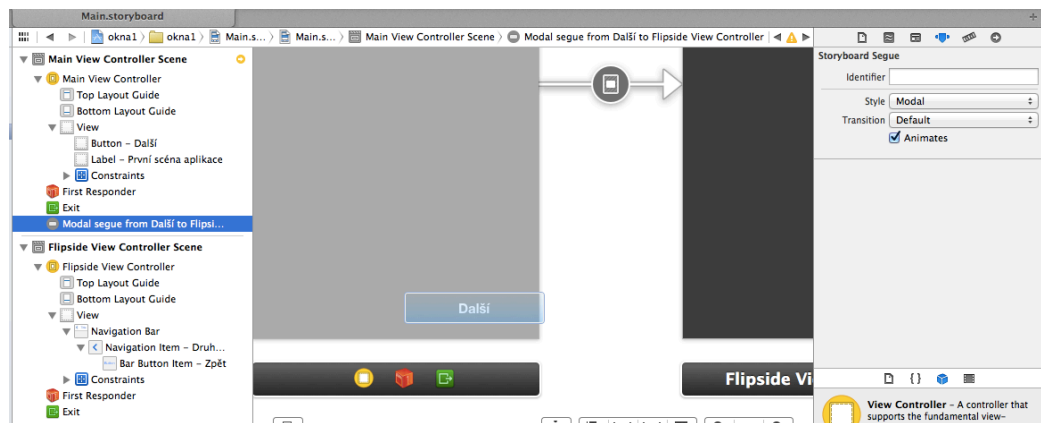 Main.storyboard
okna1 okna1 Main.s... Main.s... Main View Controller Scene Modal segue from Další to Flipside View Controller
Main View Controller Scene
Main View Controller
Top Layout Guide
Bottom Layout Guide
View
Button – Další
Label – První scéna aplikace
Constraints
First Responder
Exit
Modal segue from Další to Flipsi...
Flipside View Controller Scene
Flipside View Controller
Top Layout Guide
Bottom Layout Guide
View
Navigation Bar
Navigation Item – Druh...
Bar Button Item – Zpět
Constraints
First Responder
Exit
Další
Flipside Vi
Storyboard Segue
Identifier
Style Modal
Transition Default
Animates
View Controller – A controller that
supports the fundamental view-